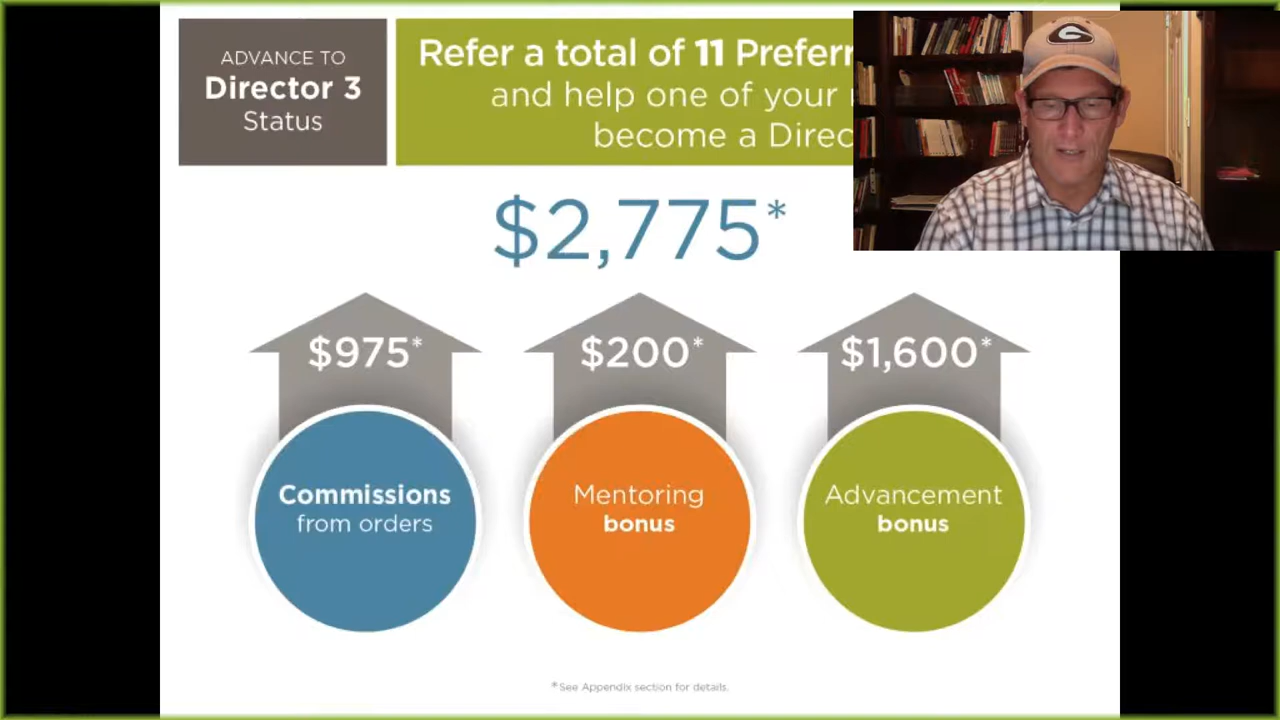 ADVANCE TO
Director 3
Status
Refer a total of 11 Preferr
and help one of your
become a Direc
$2,775*
$975*
$200*
$1,600*
Commissions
from orders
Mentoring
bonus
Advancement
bonus
*See Appendix section for details.
G